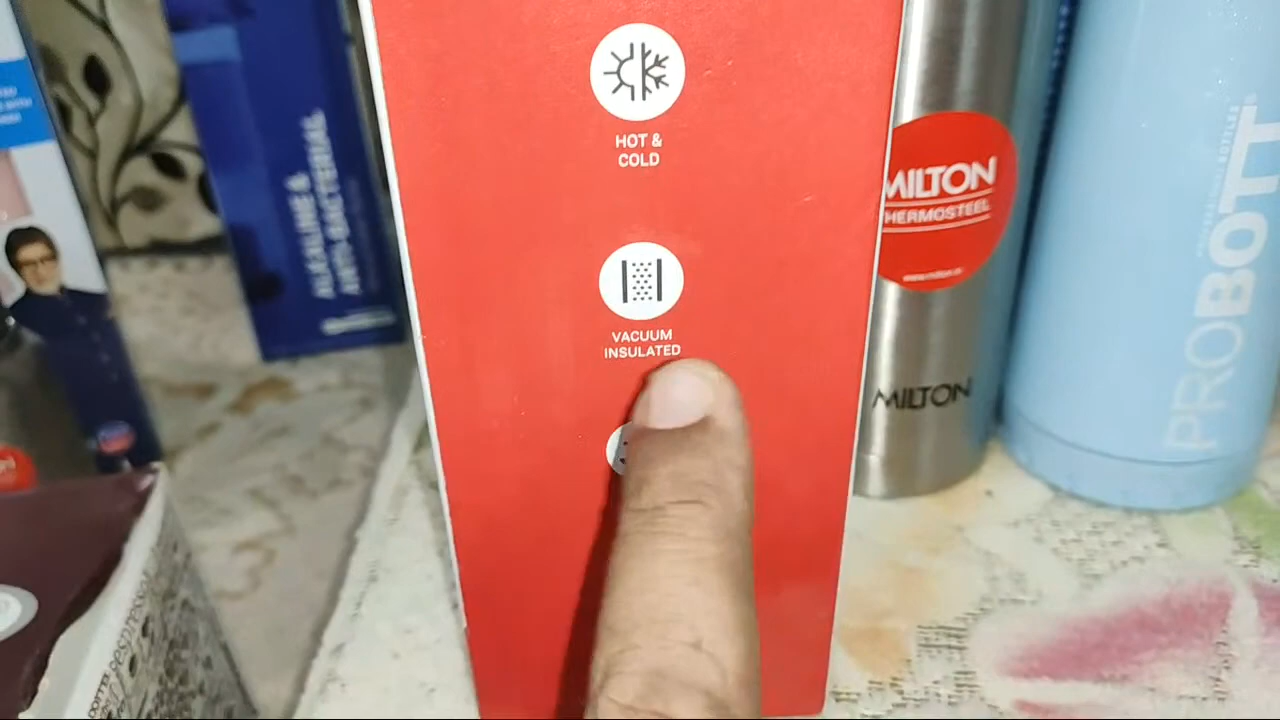 HOT &
COLD
VACUUM
INSULATED
ALKALINE &
ANTI-BACTERIAL
MILTON
THERMOSTEEL
MILTON
PROBOTT